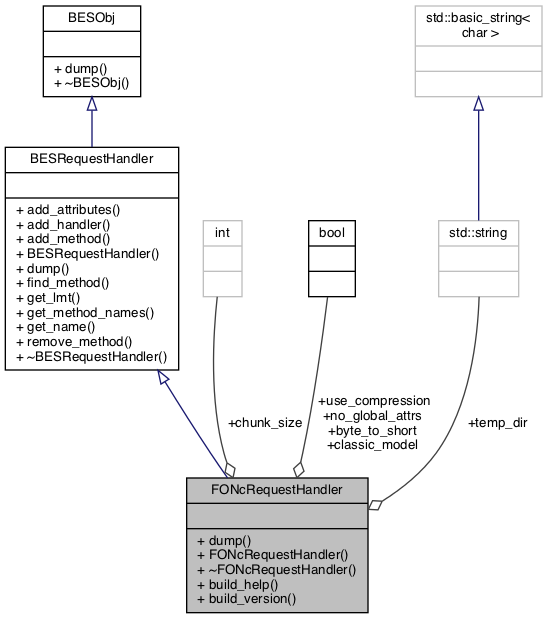 BESObj
+ dump()
+ ~BESObj()
std::basic_string<
char >
BESRequestHandler
+ add_attributes()
+ add_handler()
+ add_method()
+ BESRequestHandler()
+ dump()
+ find_method()
+ get_lmt()
+ get_method_names()
+ get_name()
+ remove_method()
+ ~BESRequestHandler()
int
bool
std::string
+chunk_size
+use_compression
+no_global_attrs
+byte_to_short
+classic_model
+temp_dir
FONcRequestHandler
+ dump()
+ FONcRequestHandler()
+ ~FONcRequestHandler()
+ build_help()
+ build_version()